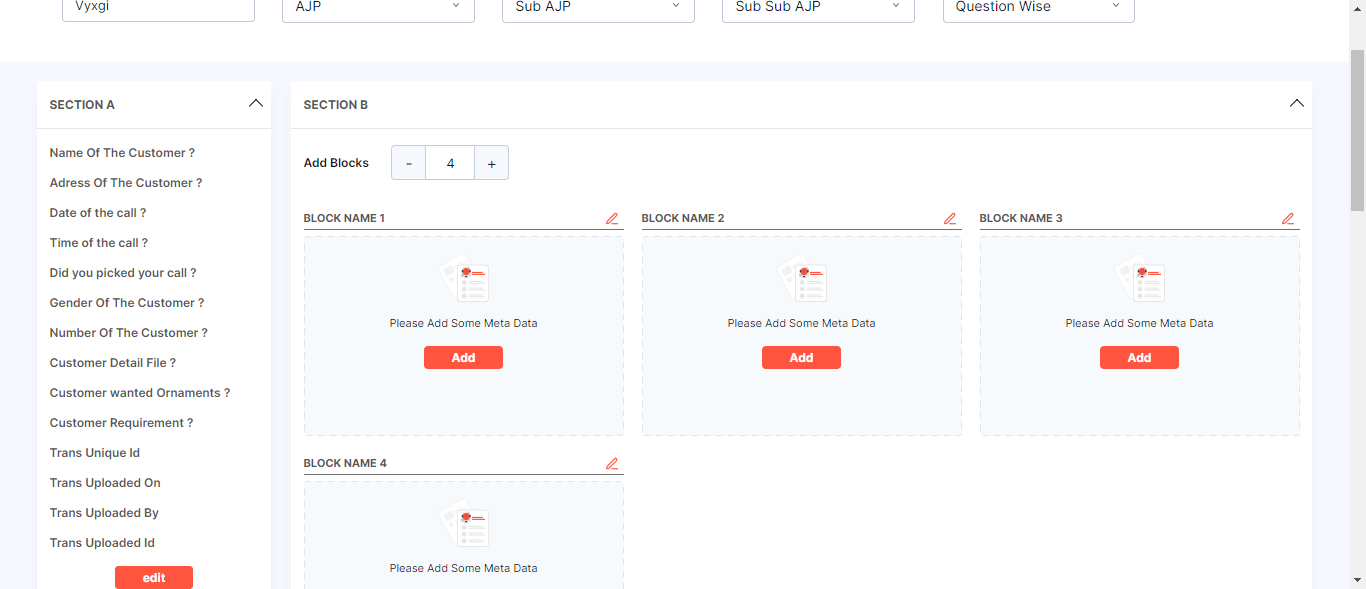 Vyxgi AJP Sub AJP Sub Sub AJP Question Wise
SECTION A
Name Of The Customer ?
Adress Of The Customer ?
Date of the call ?
Time of the call ?
Did you picked your call ?
Gender Of The Customer ?
Number Of The Customer ?
Customer Detail File ?
Customer wanted Ornaments ?
Customer Requirement ?
Trans Unique Id
Trans Uploaded On
Trans Uploaded By
Trans Uploaded Id
edit
SECTION B
Add Blocks - 4 +
BLOCK NAME 1
Please Add Some Meta Data
Add
BLOCK NAME 2
Please Add Some Meta Data
Add
BLOCK NAME 3
Please Add Some Meta Data
Add
BLOCK NAME 4
Please Add Some Meta Data